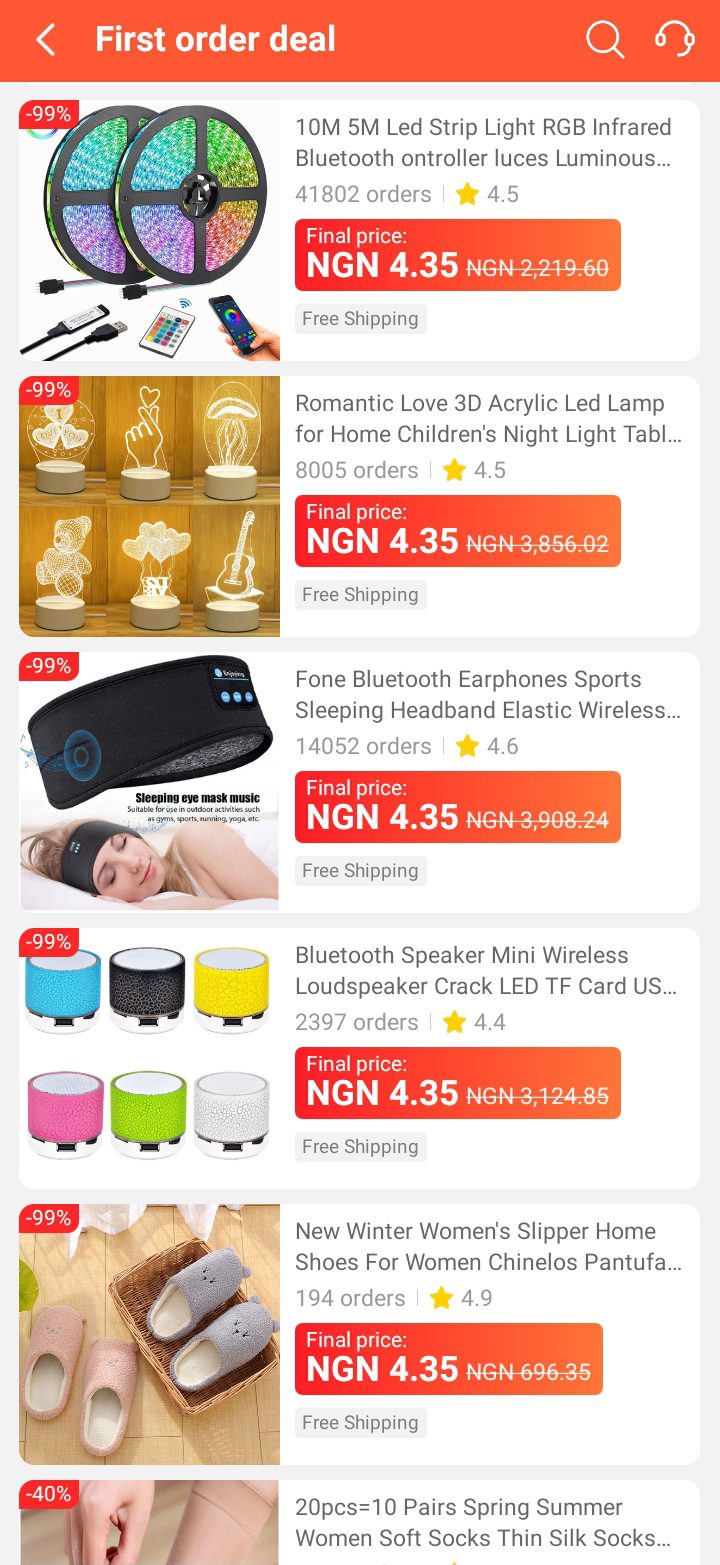 First order deal
-99%
10M 5M Led Strip Light RGB Infrared
Bluetooth ontroller luces Luminous...
41802 orders
4.5
Final price:
NGN 4.35 NGN 2,219.60
Free Shipping
-99%
Romantic Love 3D Acrylic Led Lamp
for Home Children's Night Light Tabl...
8005 orders
4.5
Final price:
NGN 4.35 NGN 3,856.02
Free Shipping
-99%
Enjoying
Sleeping eye mask music
Suitable for use in outdoor activities such
as gyms, sports, running, yoga, etc.
Fone Bluetooth Earphones Sports
Sleeping Headband Elastic Wireless...
14052 orders
4.6
Final price:
NGN 4.35 NGN 3,908.24
Free Shipping
-99%
Bluetooth Speaker Mini Wireless
Loudspeaker Crack LED TF Card US...
2397 orders
4.4
Final price:
NGN 4.35 NGN 3,124.85
Free Shipping
-99%
New Winter Women's Slipper Home
Shoes For Women Chinelos Pantufa...
194 orders
4.9
Final price:
NGN 4.35 NGN 696.35
Free Shipping
-40%
20pcs=10 Pairs Spring Summer
Women Soft Socks Thin Silk Socks...